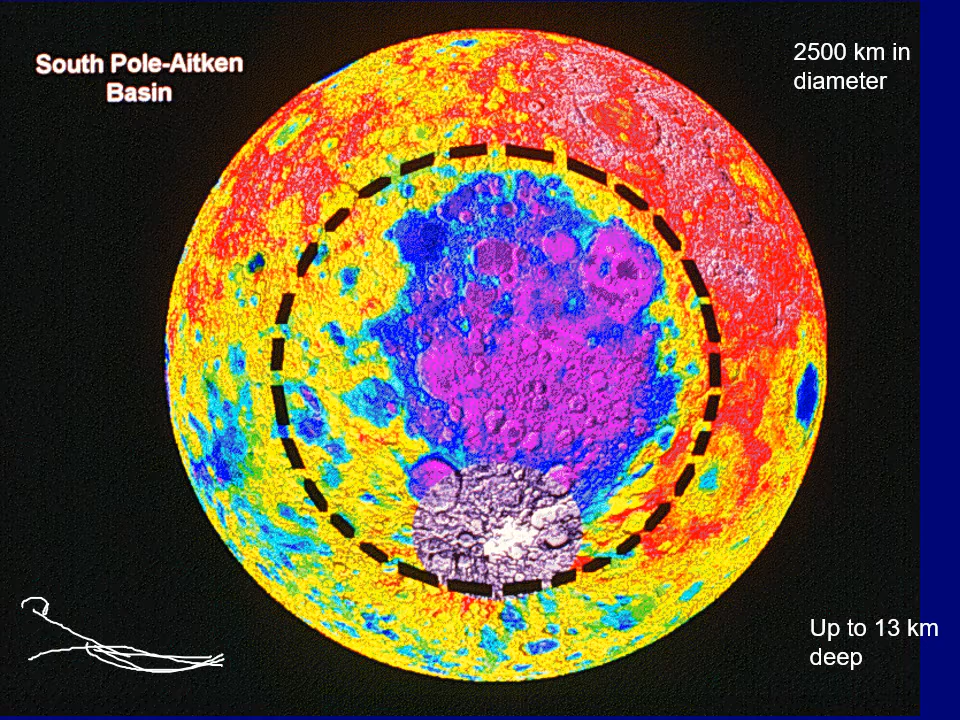 South Pole-Aitken
Basin
2500 km in
diameter
Up to 13 km
deep